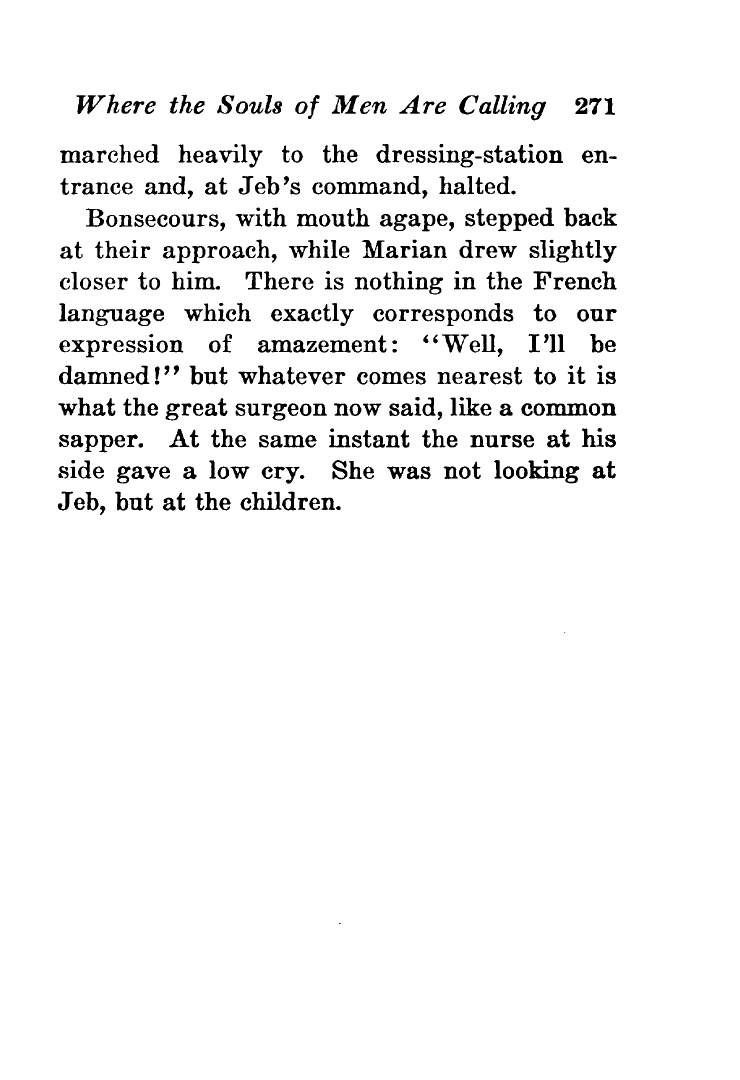 Where the Souls of Men Are Calling 271
marched heavily to the dressing-station en-
trance and, at Jeb's command, halted.
Bonsecours, with mouth agape, stepped back
at their approach, while Marian drew slightly
closer to him. There is nothing in the French
language which exactly corresponds to our
expression of amazement: "Well, I'll be
damned!" but whatever comes nearest to it is
what the great surgeon now said, like a common
sapper. At the same instant the nurse at his
side gave a low cry. She was not looking at
Jeb, but at the children.